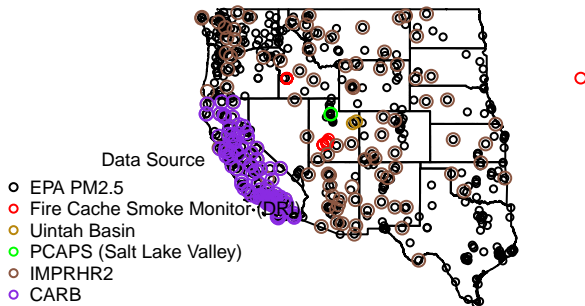 Data Source
EPA PM2.5
Fire Cache Smoke Monitor (DRI)
Uintah Basin
PCAPS (Salt Lake Valley)
IMPRHR2
CARB